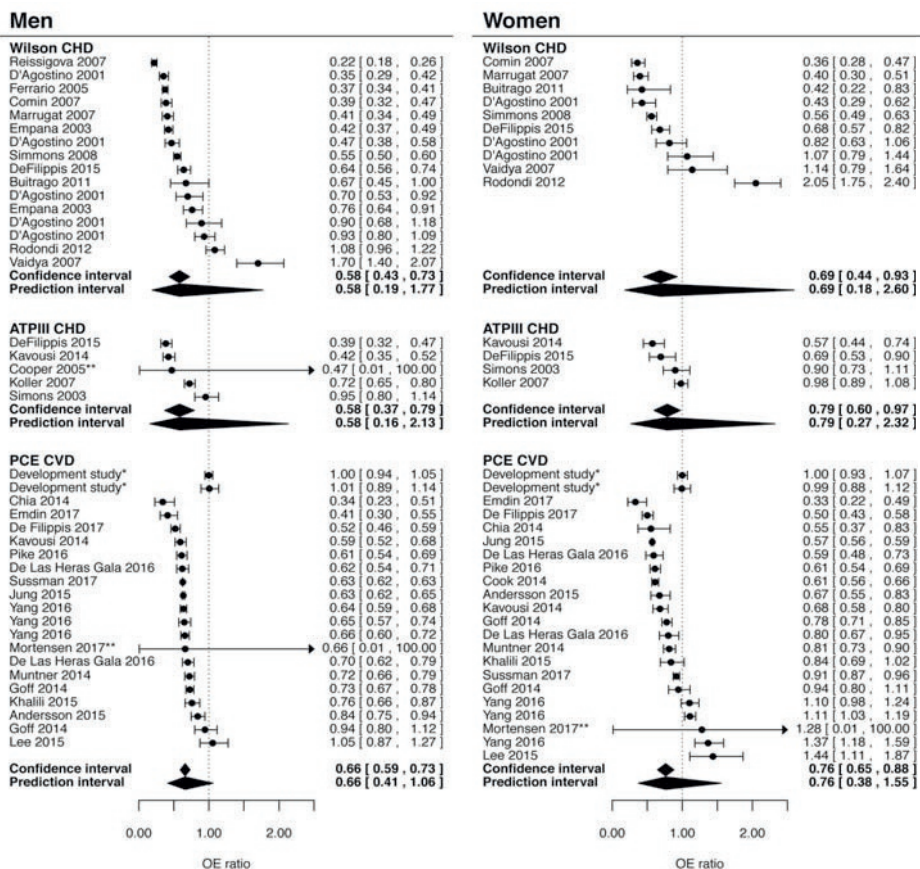 Men
Wilson CHD
Reissigova 2007 0.22 [ 0.18 , 0.26 ]
D'Agostino 2001 0.35 [ 0.29 , 0.42 ]
Ferrario 2005 0.37 [ 0.34 , 0.41 ]
Comin 2007 0.39 [ 0.32 , 0.47 ]
Marrugat 2007 0.41 [ 0.34 , 0.49 ]
Empana 2003 0.42 [ 0.37 , 0.49 ]
D'Agostino 2001 0.47 [ 0.38 , 0.58 ]
Simmons 2008 0.55 [ 0.50 , 0.60 ]
DeFilippis 2015 0.64 [ 0.56 , 0.74 ]
Buitrago 2011 0.67 [ 0.45 , 1.00 ]
D'Agostino 2001 0.70 [ 0.53 , 0.92 ]
Empana 2003 0.76 [ 0.64 , 0.91 ]
D'Agostino 2001 0.90 [ 0.68 , 1.18 ]
D'Agostino 2001 0.93 [ 0.80 , 1.09 ]
Rodondi 2012 1.08 [ 0.96 , 1.22 ]
Vaidya 2007 1.70 [ 1.40 , 2.07 ]
Confidence interval 0.58 [ 0.43 , 0.73 ]
Prediction interval 0.58 [ 0.19 , 1.77 ]
ATPIII CHD
DeFilippis 2015 0.39 [ 0.32 , 0.47 ]
Kavousi 2014 0.42 [ 0.35 , 0.52 ]
Cooper 2005** 0.47 [ 0.01 , 100.00 ]
Koller 2007 0.72 [ 0.65 , 0.80 ]
Simons 2003 0.95 [ 0.80 , 1.14 ]
Confidence interval 0.58 [ 0.37 , 0.79 ]
Prediction interval 0.58 [ 0.16 , 2.13 ]
PCE CVD
Development study* 1.00 [ 0.94 , 1.05 ]
Development study* 1.01 [ 0.89 , 1.14 ]
Chia 2014 0.34 [ 0.23 , 0.51 ]
Emdin 2017 0.41 [ 0.30 , 0.55 ]
De Filippis 2017 0.52 [ 0.46 , 0.59 ]
Kavousi 2014 0.59 [ 0.52 , 0.68 ]
Pike 2016 0.61 [ 0.54 , 0.69 ]
De Las Heras Gala 2016 0.62 [ 0.54 , 0.71 ]
Sussman 2017 0.63 [ 0.62 , 0.63 ]
Jung 2015 0.63 [ 0.62 , 0.65 ]
Yang 2016 0.64 [ 0.59 , 0.68 ]
Yang 2016 0.65 [ 0.57 , 0.74 ]
Yang 2016 0.66 [ 0.60 , 0.72 ]
Mortensen 2017** 0.66 [ 0.01 , 100.00 ]
De Las Heras Gala 2016 0.70 [ 0.62 , 0.79 ]
Muntner 2014 0.72 [ 0.66 , 0.79 ]
Goff 2014 0.73 [ 0.67 , 0.78 ]
Khalili 2015 0.76 [ 0.66 , 0.87 ]
Andersson 2015 0.84 [ 0.75 , 0.94 ]
Goff 2014 0.94 [ 0.80 , 1.12 ]
Lee 2015 1.05 [ 0.87 , 1.27 ]
Confidence interval 0.66 [ 0.59 , 0.73 ]
Prediction interval 0.66 [ 0.41 , 1.06 ]
0.00 1.00 2.00
OE ratio
Women
Wilson CHD
Comin 2007 0.36 [ 0.28 , 0.47 ]
Marrugat 2007 0.40 [ 0.30 , 0.51 ]
Buitrago 2011 0.42 [ 0.22 , 0.83 ]
D'Agostino 2001 0.43 [ 0.29 , 0.62 ]
Simmons 2008 0.56 [ 0.49 , 0.63 ]
DeFilippis 2015 0.68 [ 0.57 , 0.82 ]
D'Agostino 2001 0.82 [ 0.63 , 1.06 ]
D'Agostino 2001 1.07 [ 0.79 , 1.44 ]
Vaidya 2007 1.14 [ 0.79 , 1.64 ]
Rodondi 2012 2.05 [ 1.75 , 2.40 ]
Confidence interval 0.69 [ 0.44 , 0.93 ]
Prediction interval 0.69 [ 0.18 , 2.60 ]
ATPIII CHD
Kavousi 2014 0.57 [ 0.44 , 0.74 ]
DeFilippis 2015 0.69 [ 0.53 , 0.90 ]
Simons 2003 0.90 [ 0.73 , 1.11 ]
Koller 2007 0.98 [ 0.89 , 1.08 ]
Confidence interval 0.79 [ 0.60 , 0.97 ]
Prediction interval 0.79 [ 0.27 , 2.32 ]
PCE CVD
Development study* 1.00 [ 0.93 , 1.07 ]
Development study* 0.99 [ 0.88 , 1.12 ]
Emdin 2017 0.33 [ 0.22 , 0.49 ]
De Filippis 2017 0.50 [ 0.43 , 0.58 ]
Chia 2014 0.55 [ 0.37 , 0.83 ]
Jung 2015 0.57 [ 0.56 , 0.59 ]
De Las Heras Gala 2016 0.59 [ 0.48 , 0.73 ]
Pike 2016 0.61 [ 0.54 , 0.69 ]
Cook 2014 0.61 [ 0.56 , 0.66 ]
Andersson 2015 0.67 [ 0.55 , 0.83 ]
Kavousi 2014 0.68 [ 0.58 , 0.80 ]
Goff 2014 0.78 [ 0.71 , 0.85 ]
De Las Heras Gala 2016 0.80 [ 0.67 , 0.95 ]
Muntner 2014 0.81 [ 0.73 , 0.90 ]
Khalili 2015 0.84 [ 0.69 , 1.02 ]
Sussman 2017 0.91 [ 0.87 , 0.96 ]
Goff 2014 0.94 [ 0.80 , 1.11 ]
Yang 2016 1.10 [ 0.98 , 1.24 ]
Yang 2016 1.11 [ 1.03 , 1.19 ]
Mortensen 2017** 1.28 [ 0.01 , 100.00 ]
Yang 2016 1.37 [ 1.18 , 1.59 ]
Lee 2015 1.44 [ 1.11 , 1.87 ]
Confidence interval 0.76 [ 0.65 , 0.88 ]
Prediction interval 0.76 [ 0.38 , 1.55 ]
0.00 1.00 2.00
OE ratio